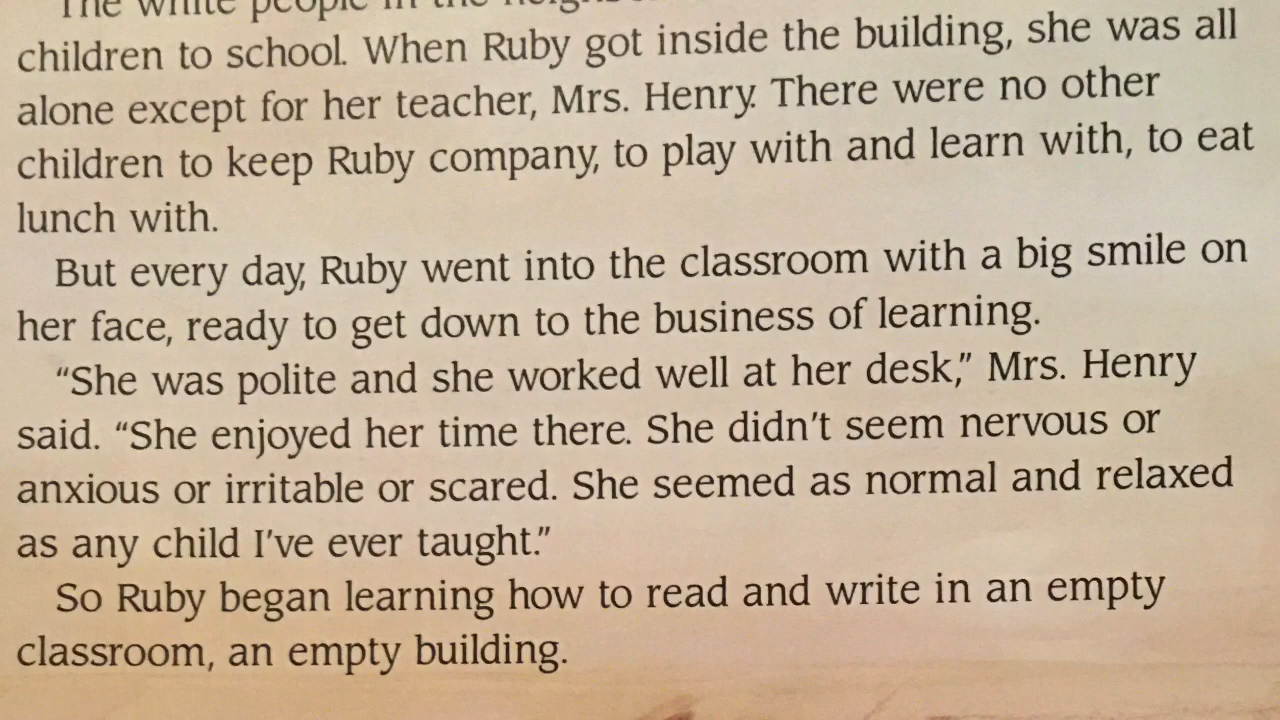 The white people in the
children to school. When Ruby got inside the building, she was all
alone except for her teacher, Mrs. Henry. There were no other
children to keep Ruby company, to play with and learn with, to eat
lunch with.
But every day, Ruby went into the classroom with a big smile on
her face, ready to get down to the business of learning.
“She was polite and she worked well at her desk,” Mrs. Henry
said. “She enjoyed her time there. She didn't seem nervous or
anxious or irritable or scared. She seemed as normal and relaxed
as any child I've ever taught.”
So Ruby began learning how to read and write in an empty
classroom, an empty building.